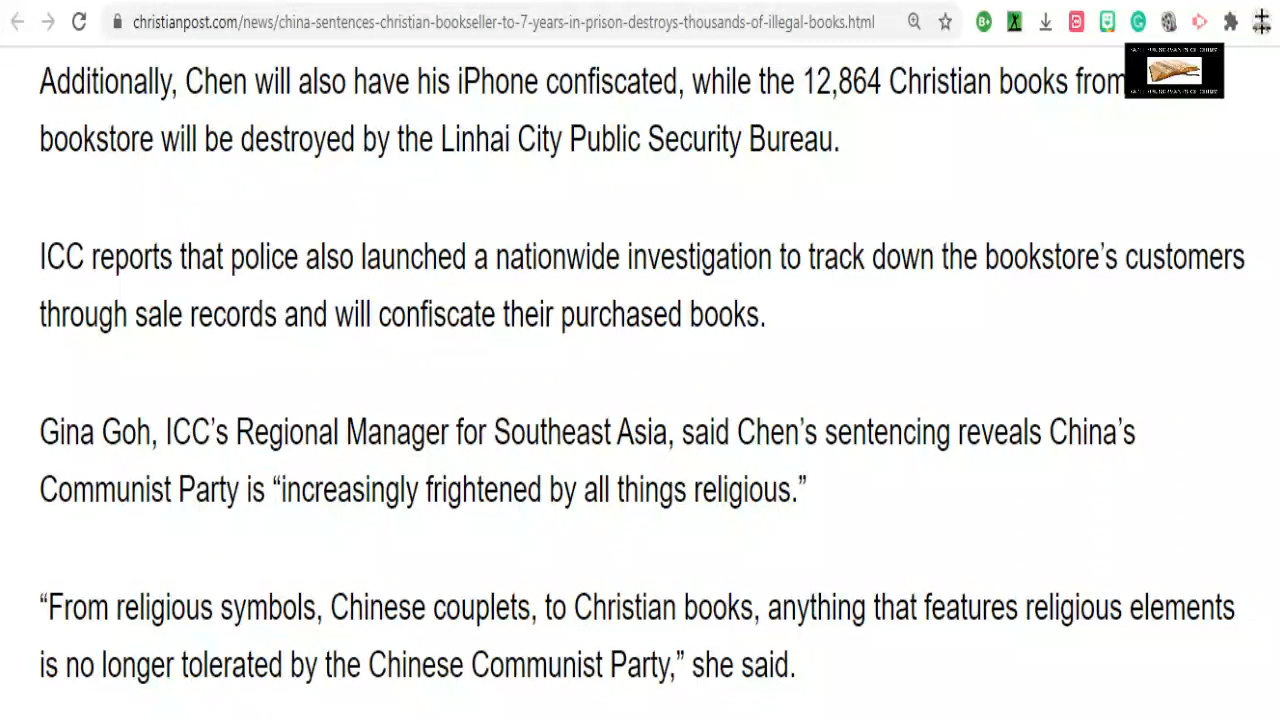 christianpost.com/news/china-sentences-christian-bookseller-to-7-years-in-prison-destroys-thousands-of-illegal-books.html
Additionally, Chen will also have his iPhone confiscated, while the 12,864 Christian books from
bookstore will be destroyed by the Linhai City Public Security Bureau.
ICC reports that police also launched a nationwide investigation to track down the bookstore’s customers
through sale records and will confiscate their purchased books.
Gina Goh, ICC’s Regional Manager for Southeast Asia, said Chen’s sentencing reveals China’s
Communist Party is “increasingly frightened by all things religious.”
“From religious symbols, Chinese couplets, to Christian books, anything that features religious elements
is no longer tolerated by the Chinese Communist Party,” she said.